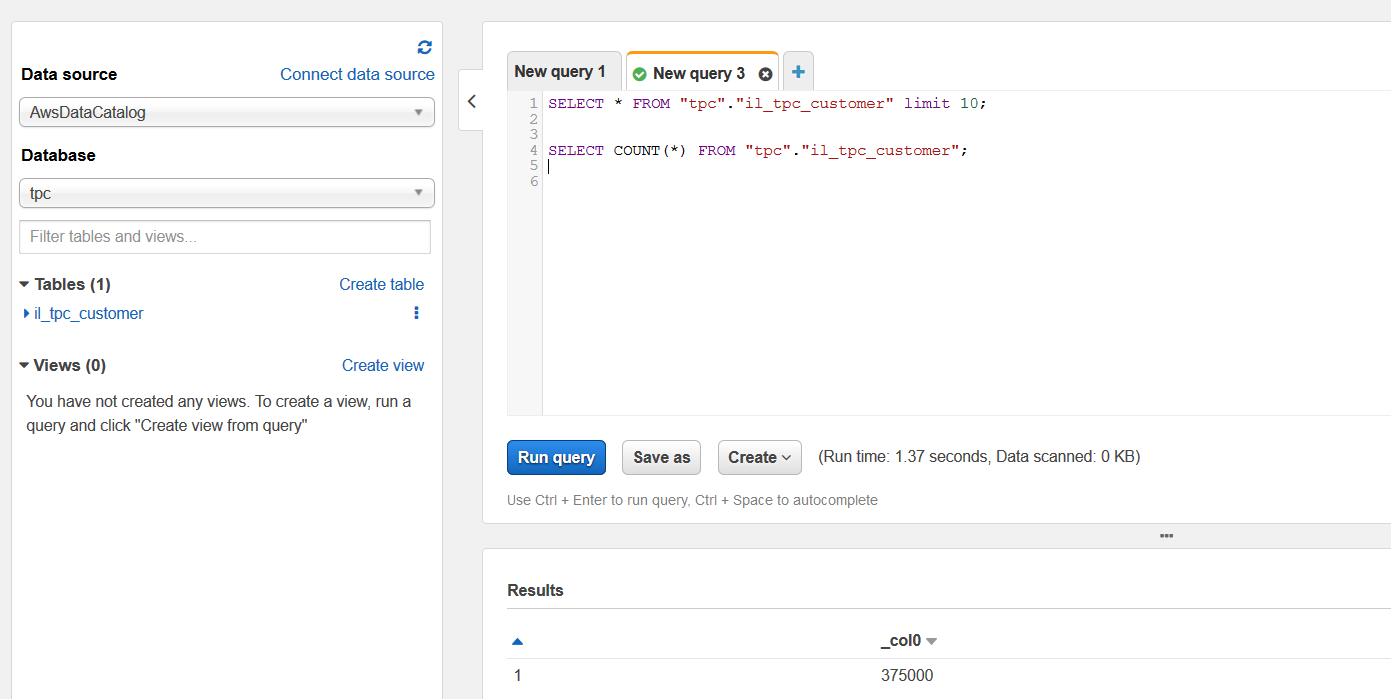 Data source Connect data source
AwsDataCatalog
Database
tpc
Filter tables and views...
Tables (1) Create table
il_tpc_customer
Views (0) Create view
You have not created any views. To create a view, run a
query and click "Create view from query"
New query 1 New query 3
1 SELECT * FROM "tpc"."il_tpc_customer" limit 10;
2
3
4 SELECT COUNT(*) FROM "tpc"."il_tpc_customer";
5
6
Run query Save as Create (Run time: 1.37 seconds, Data scanned: 0 KB)
Use Ctrl + Enter to run query, Ctrl + Space to autocomplete
Results
_col0
1 375000